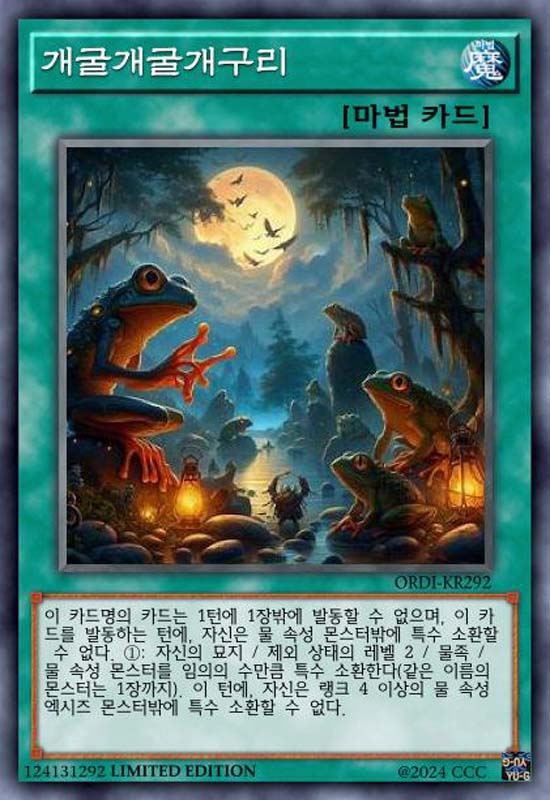 개굴개굴개구리
마법
魔
[마법 카드]
ORDI-KR292
이 카드명의 카드는 1턴에 1장밖에 발동할 수 없으며, 이 카
드를 발동하는 턴에, 자신은 물 속성 몬스터밖에 특수 소환할
수 없다. ①: 자신의 묘지 / 제외 상태의 레벨 2 / 물족 /
물 속성 몬스터를 임의의 수만큼 특수 소환한다(같은 이름의
몬스터는 1장까지). 이 턴에, 자신은 랭크 4 이상의 물 속성
엑시즈 몬스터밖에 특수 소환할 수 없다.
124131292 LIMITED EDITION
@2024 CCC
YU-G